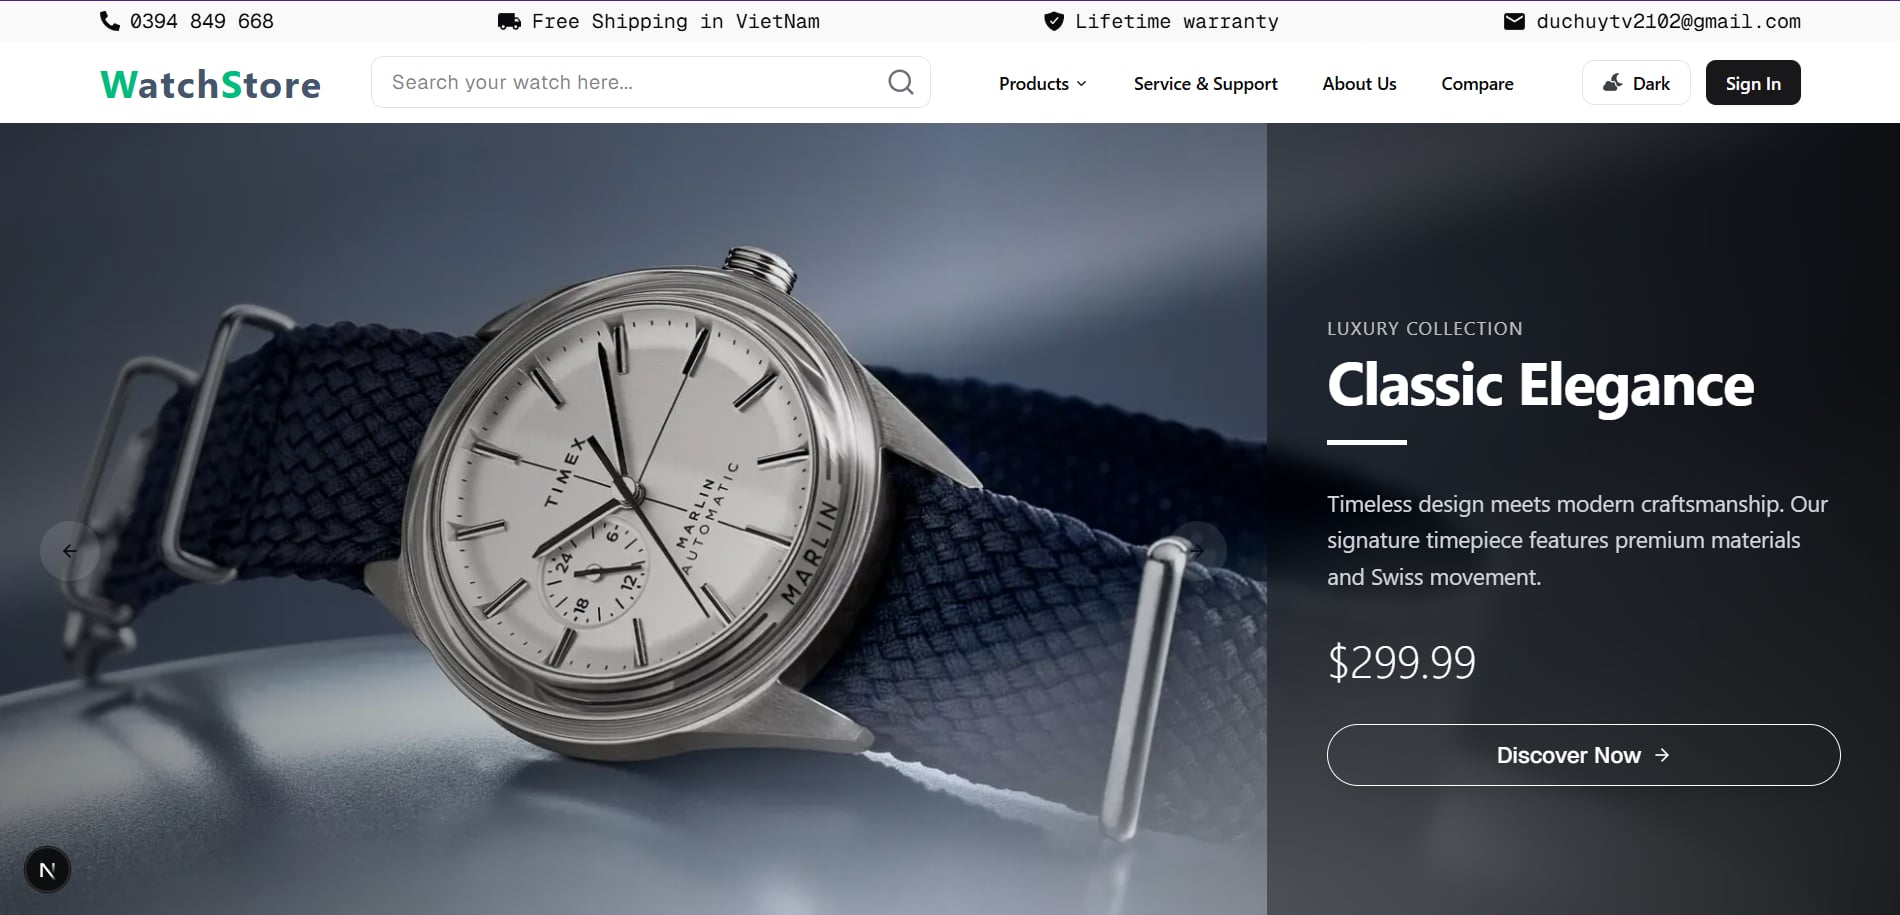 0394 849 668
Free Shipping in VietNam
Lifetime warranty
duchuytv2102@gmail.com
WatchStore
Search your watch here...
Products
Service & Support
About Us
Compare
Dark
Sign In
TIMEX
MARLIN
AUTOMATIC
MARLIN
6
12
18
24
LUXURY COLLECTION
Classic Elegance
Timeless design meets modern craftsmanship. Our
signature timepiece features premium materials
and Swiss movement.
$299.99
Discover Now
N